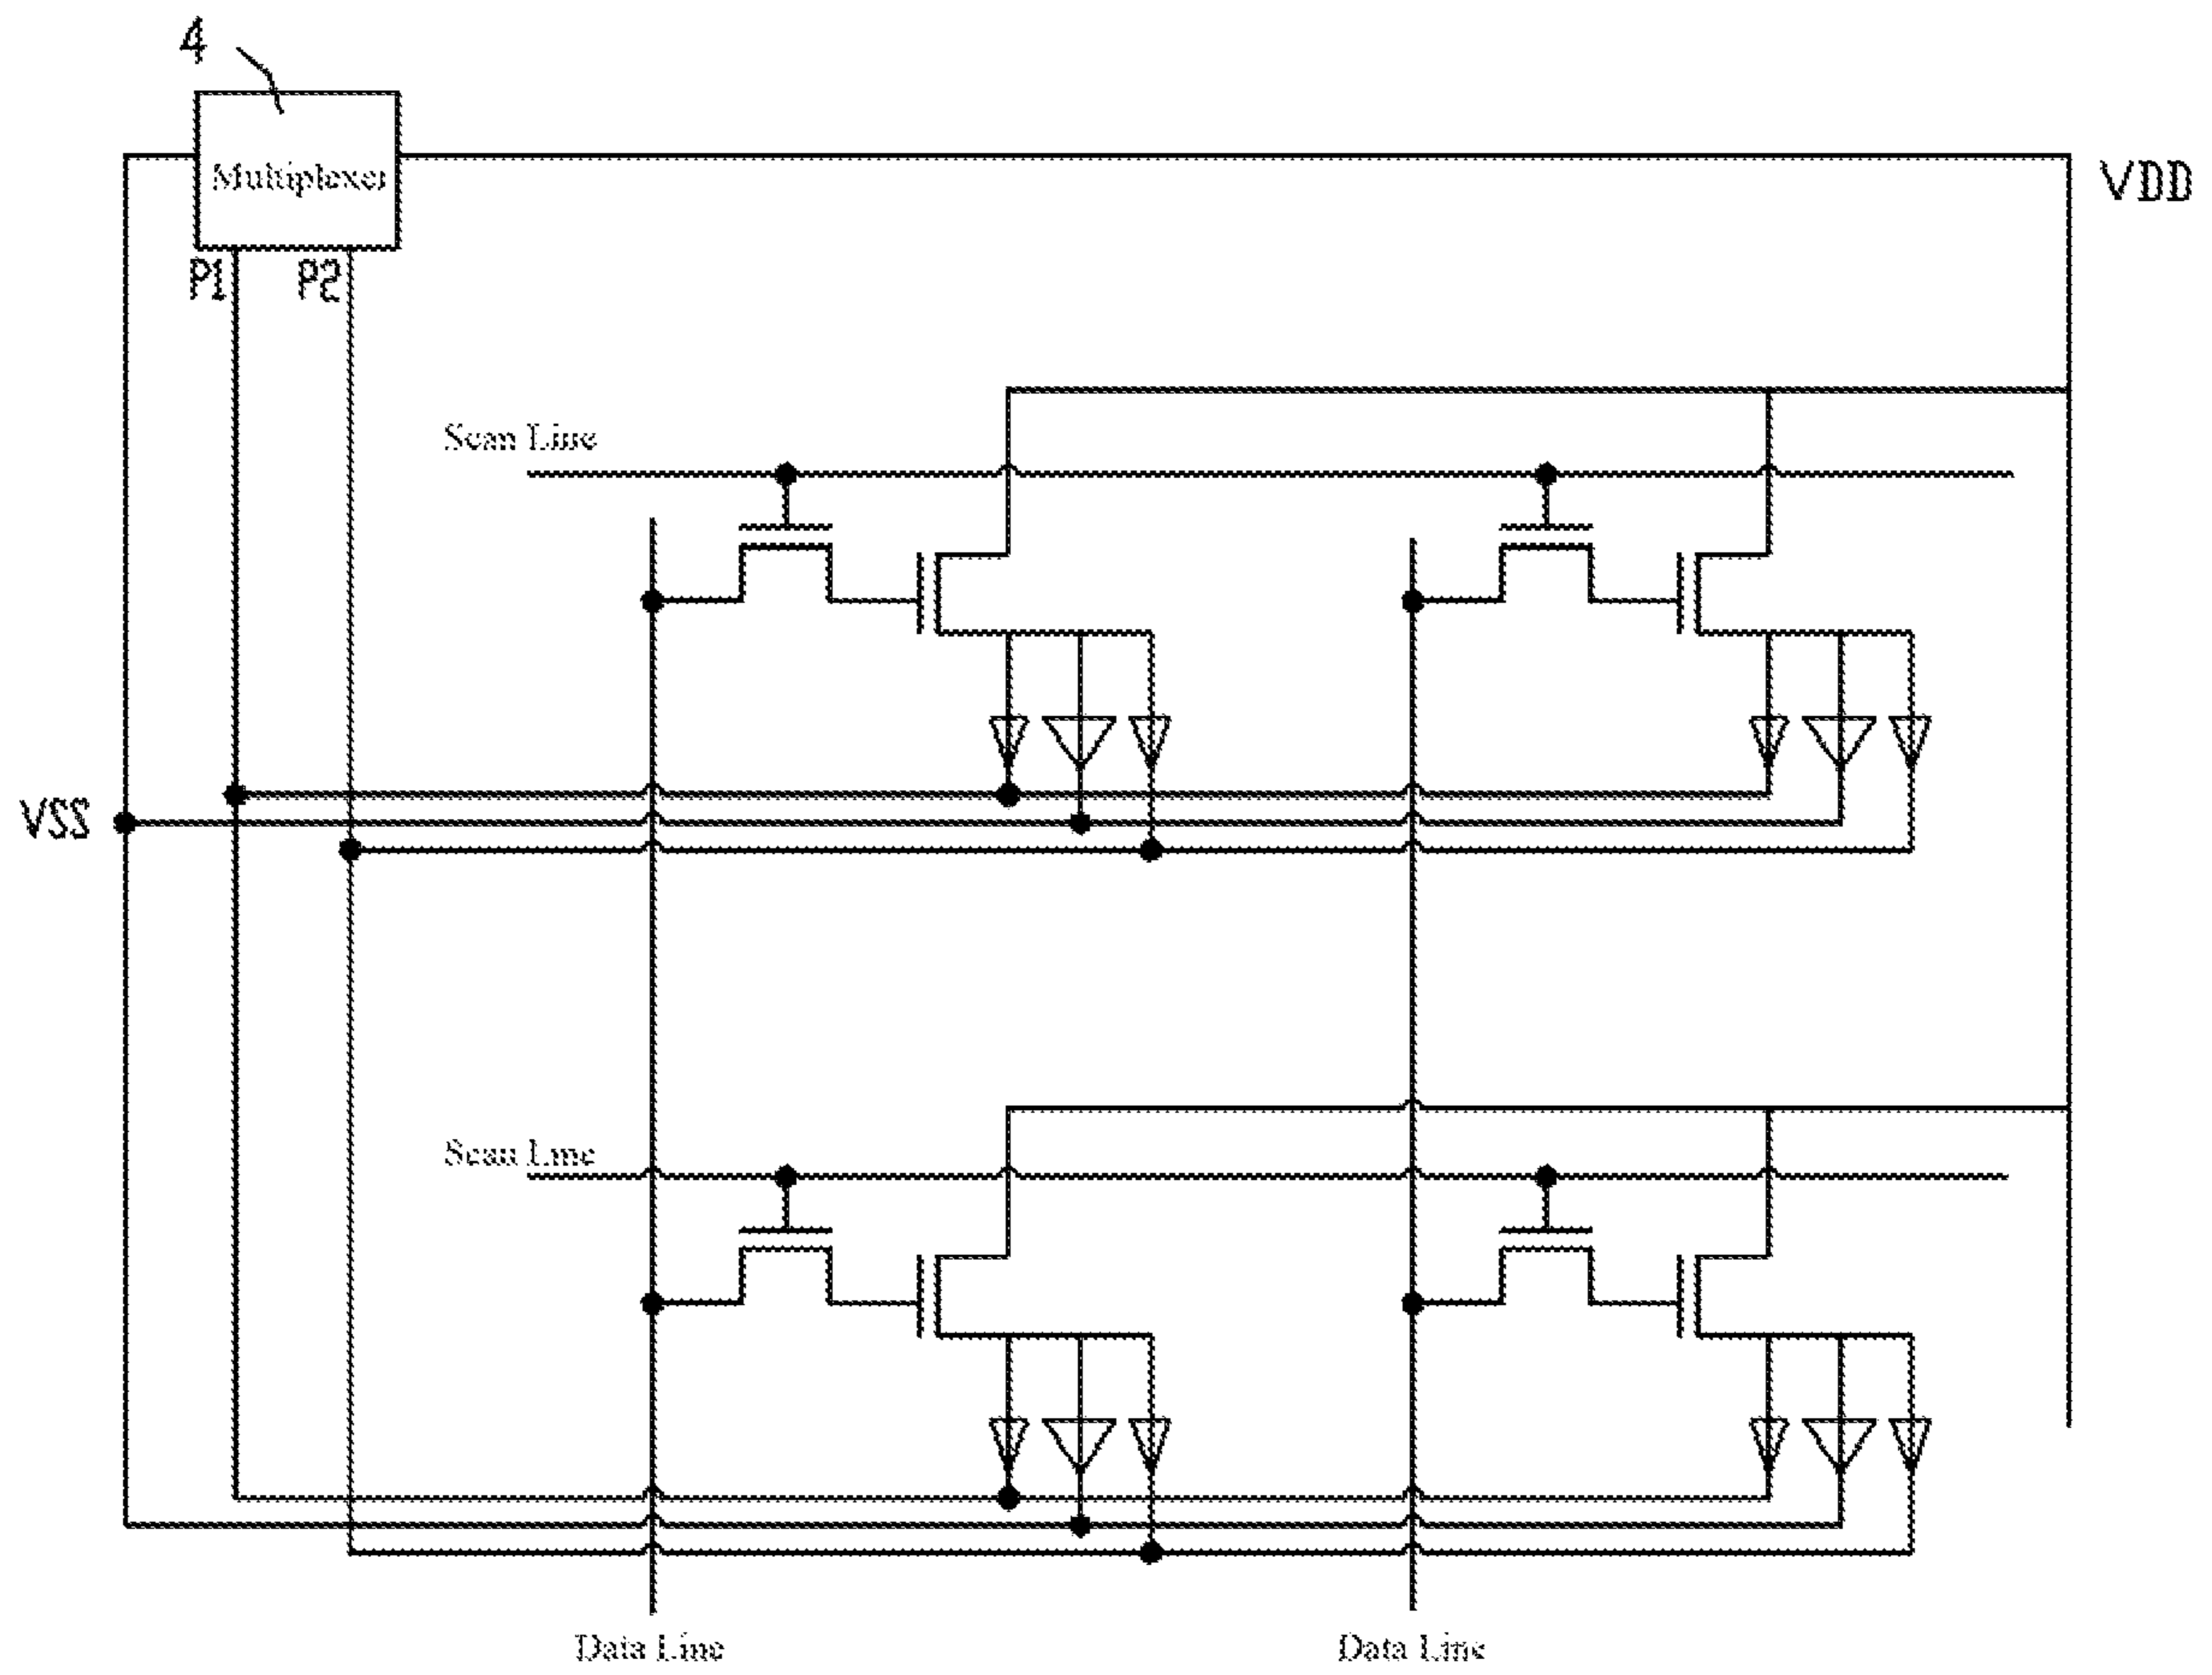 4
Multiplexer
VDD
P1 P2
Scan Line
VSS
Scan Line
Data Line Data Line